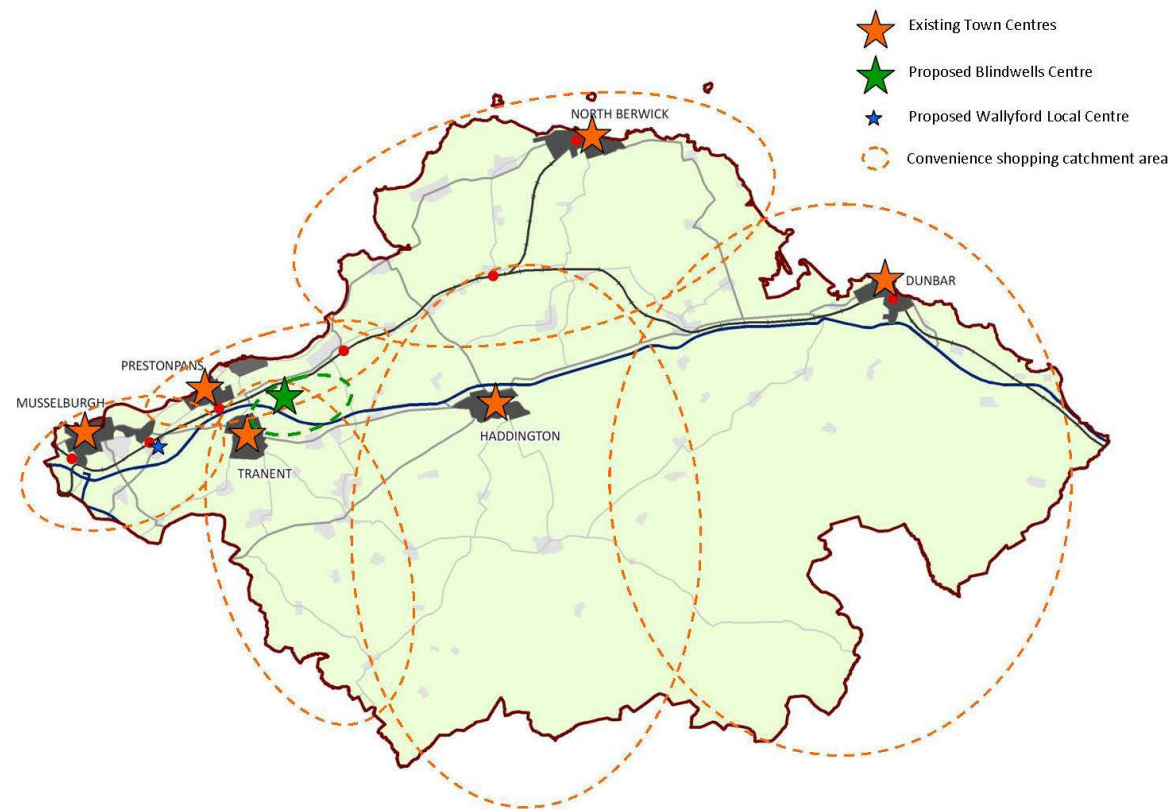 Existing Town Centres
Proposed Blindwells Centre
Proposed Wallyford Local Centre
Convenience shopping catchment area
NORTH BERWICK
DUNBAR
PRESTONPANS
MUSSELBURGH
HADDINGTON
TRANENT